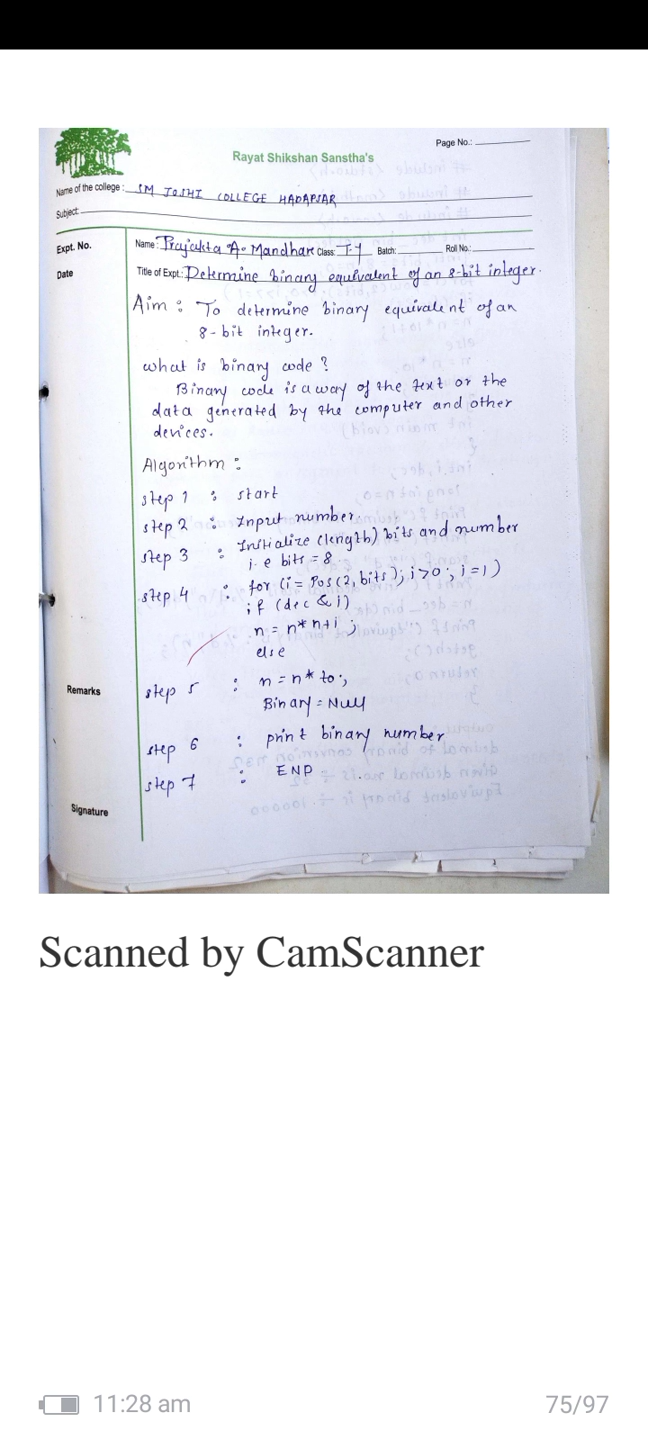 Page No.:
Rayat Shikshan Sanstha's
Name of the college: SM JOSHI COLLEGE HADAPSAR
Subject:
Expt. No.
Name: Prajakta A. Mandhare Class: T.Y Batch: Roll No.:
Date
Title of Expt.: Determine binary equivalent of an 8-bit integer.
Aim : To determine binary equivalent of an
8-bit integer.
what is binary code ?
Binary code is a way of the text or the
data generated by the computer and other
devices.
Algorithm :
step 1 : start
step 2 : Input number.
step 3 : Initialize (length) bits and number
i.e bits = 8
step 4 : for (i = Pos(2, bits); i>0; i=1)
if (dec & i)
n = n*n+i ;
else
Remarks
step 5 : n = n* to;
Binary = Null
step 6 : print binary number
step 7 : END
Signature
Scanned by CamScanner
11:28 am 75/97